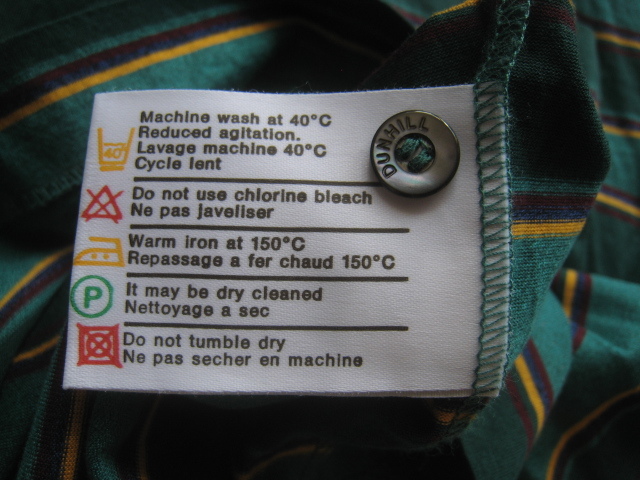 Machine wash at 40°C
Reduced agitation.
Lavage machine 40°C
Cycle lent
40
DUNHILL
Do not use chlorine bleach
Ne pas javeliser
Warm iron at 150°C
Repassage a fer chaud 150°C
P
It may be dry cleaned
Nettoyage a sec
Do not tumble dry
Ne pas secher en machine